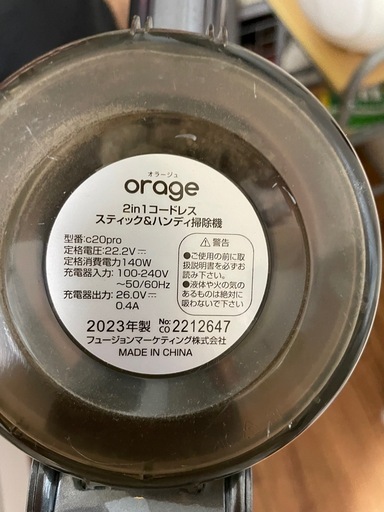 オラージュ
orage
2in1コードレス
スティック&ハンディ掃除機
型番:c20pro
定格電圧:22.2V⎓
定格消費電力140W
充電器入力: 100-240V
～50/60Hz
充電器出力: 26.0V⎓
0.4A
⚠警告
●ご使用の前に取
扱説明書を必ずお
読み下さい
●液体や火の気の
あるものは絶対に
吸わないで下さい
2023年製 No:CO 2212647
フュージョンマーケティング株式会社
MADE IN CHINA